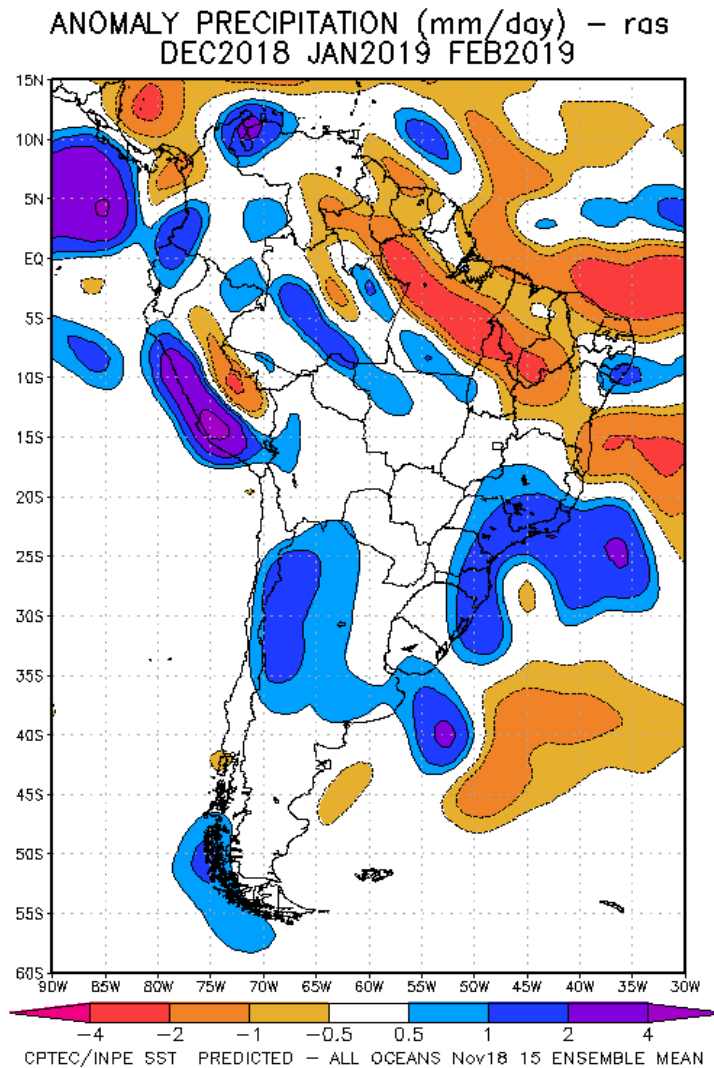 ANOMALY PRECIPITATION (mm/day) – ras
DEC2018 JAN2019 FEB2019
15N
10N
5N
EQ
5S
10S
15S
20S
25S
30S
35S
40S
45S
50S
55S
60S
90W 85W 80W 75W 70W 65W 60W 55W 50W 45W 40W 35W 30W
−4 −2 −1 −0.5 0.5 1 2 4
CPTEC/INPE SST PREDICTED – ALL OCEANS Nov18 15 ENSEMBLE MEAN